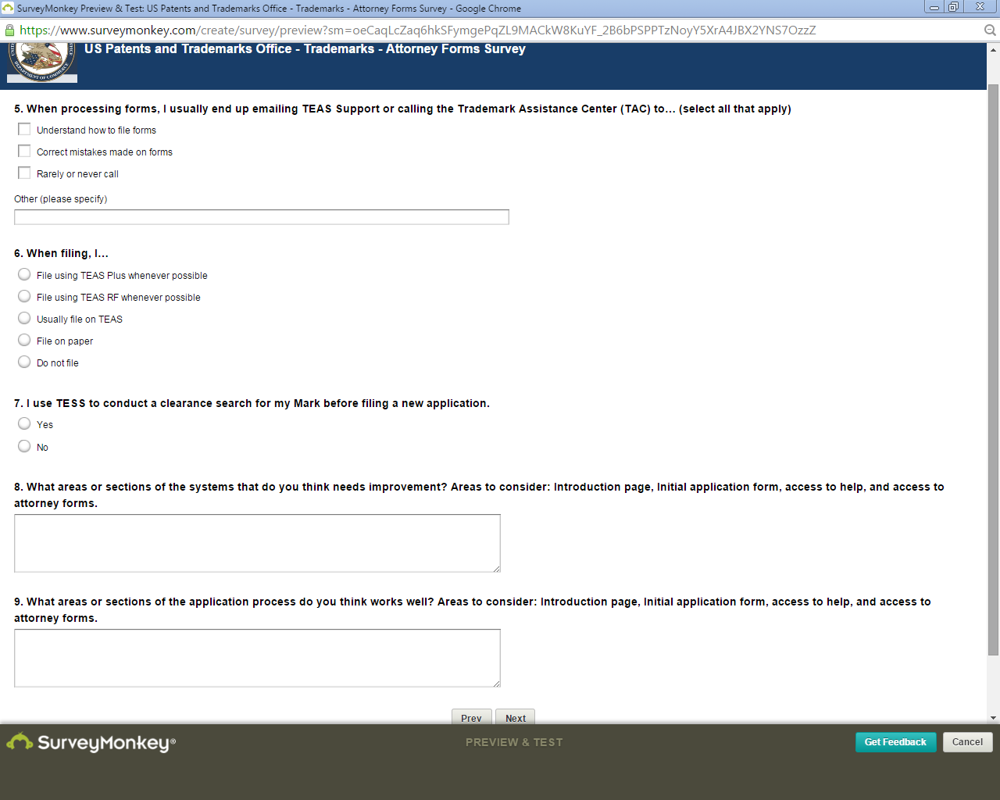 SurveyMonkey Preview & Test: US Patents and Trademarks Office - Trademarks - Attorney Forms Survey - Google Chrome
https://www.surveymonkey.com/create/survey/preview?sm=oeCaqLcZaq6hkSFymgePqZL9MACkW8KuYF_2B6bPSPPTzNoyY5XrA4JBX2YNS7OzzZ
US Patents and Trademarks Office - Trademarks - Attorney Forms Survey
DEPARTMENT OF COMMERCE
5. When processing forms, I usually end up emailing TEAS Support or calling the Trademark Assistance Center (TAC) to... (select all that apply)
Understand how to file forms
Correct mistakes made on forms
Rarely or never call
Other (please specify)
6. When filing, I...
File using TEAS Plus whenever possible
File using TEAS RF whenever possible
Usually file on TEAS
File on paper
Do not file
7. I use TESS to conduct a clearance search for my Mark before filing a new application.
Yes
No
8. What areas or sections of the systems that do you think needs improvement? Areas to consider: Introduction page, Initial application form, access to help, and access to
attorney forms.
9. What areas or sections of the application process do you think works well? Areas to consider: Introduction page, Initial application form, access to help, and access to
attorney forms.
Prev Next
SurveyMonkey® PREVIEW & TEST Get Feedback Cancel